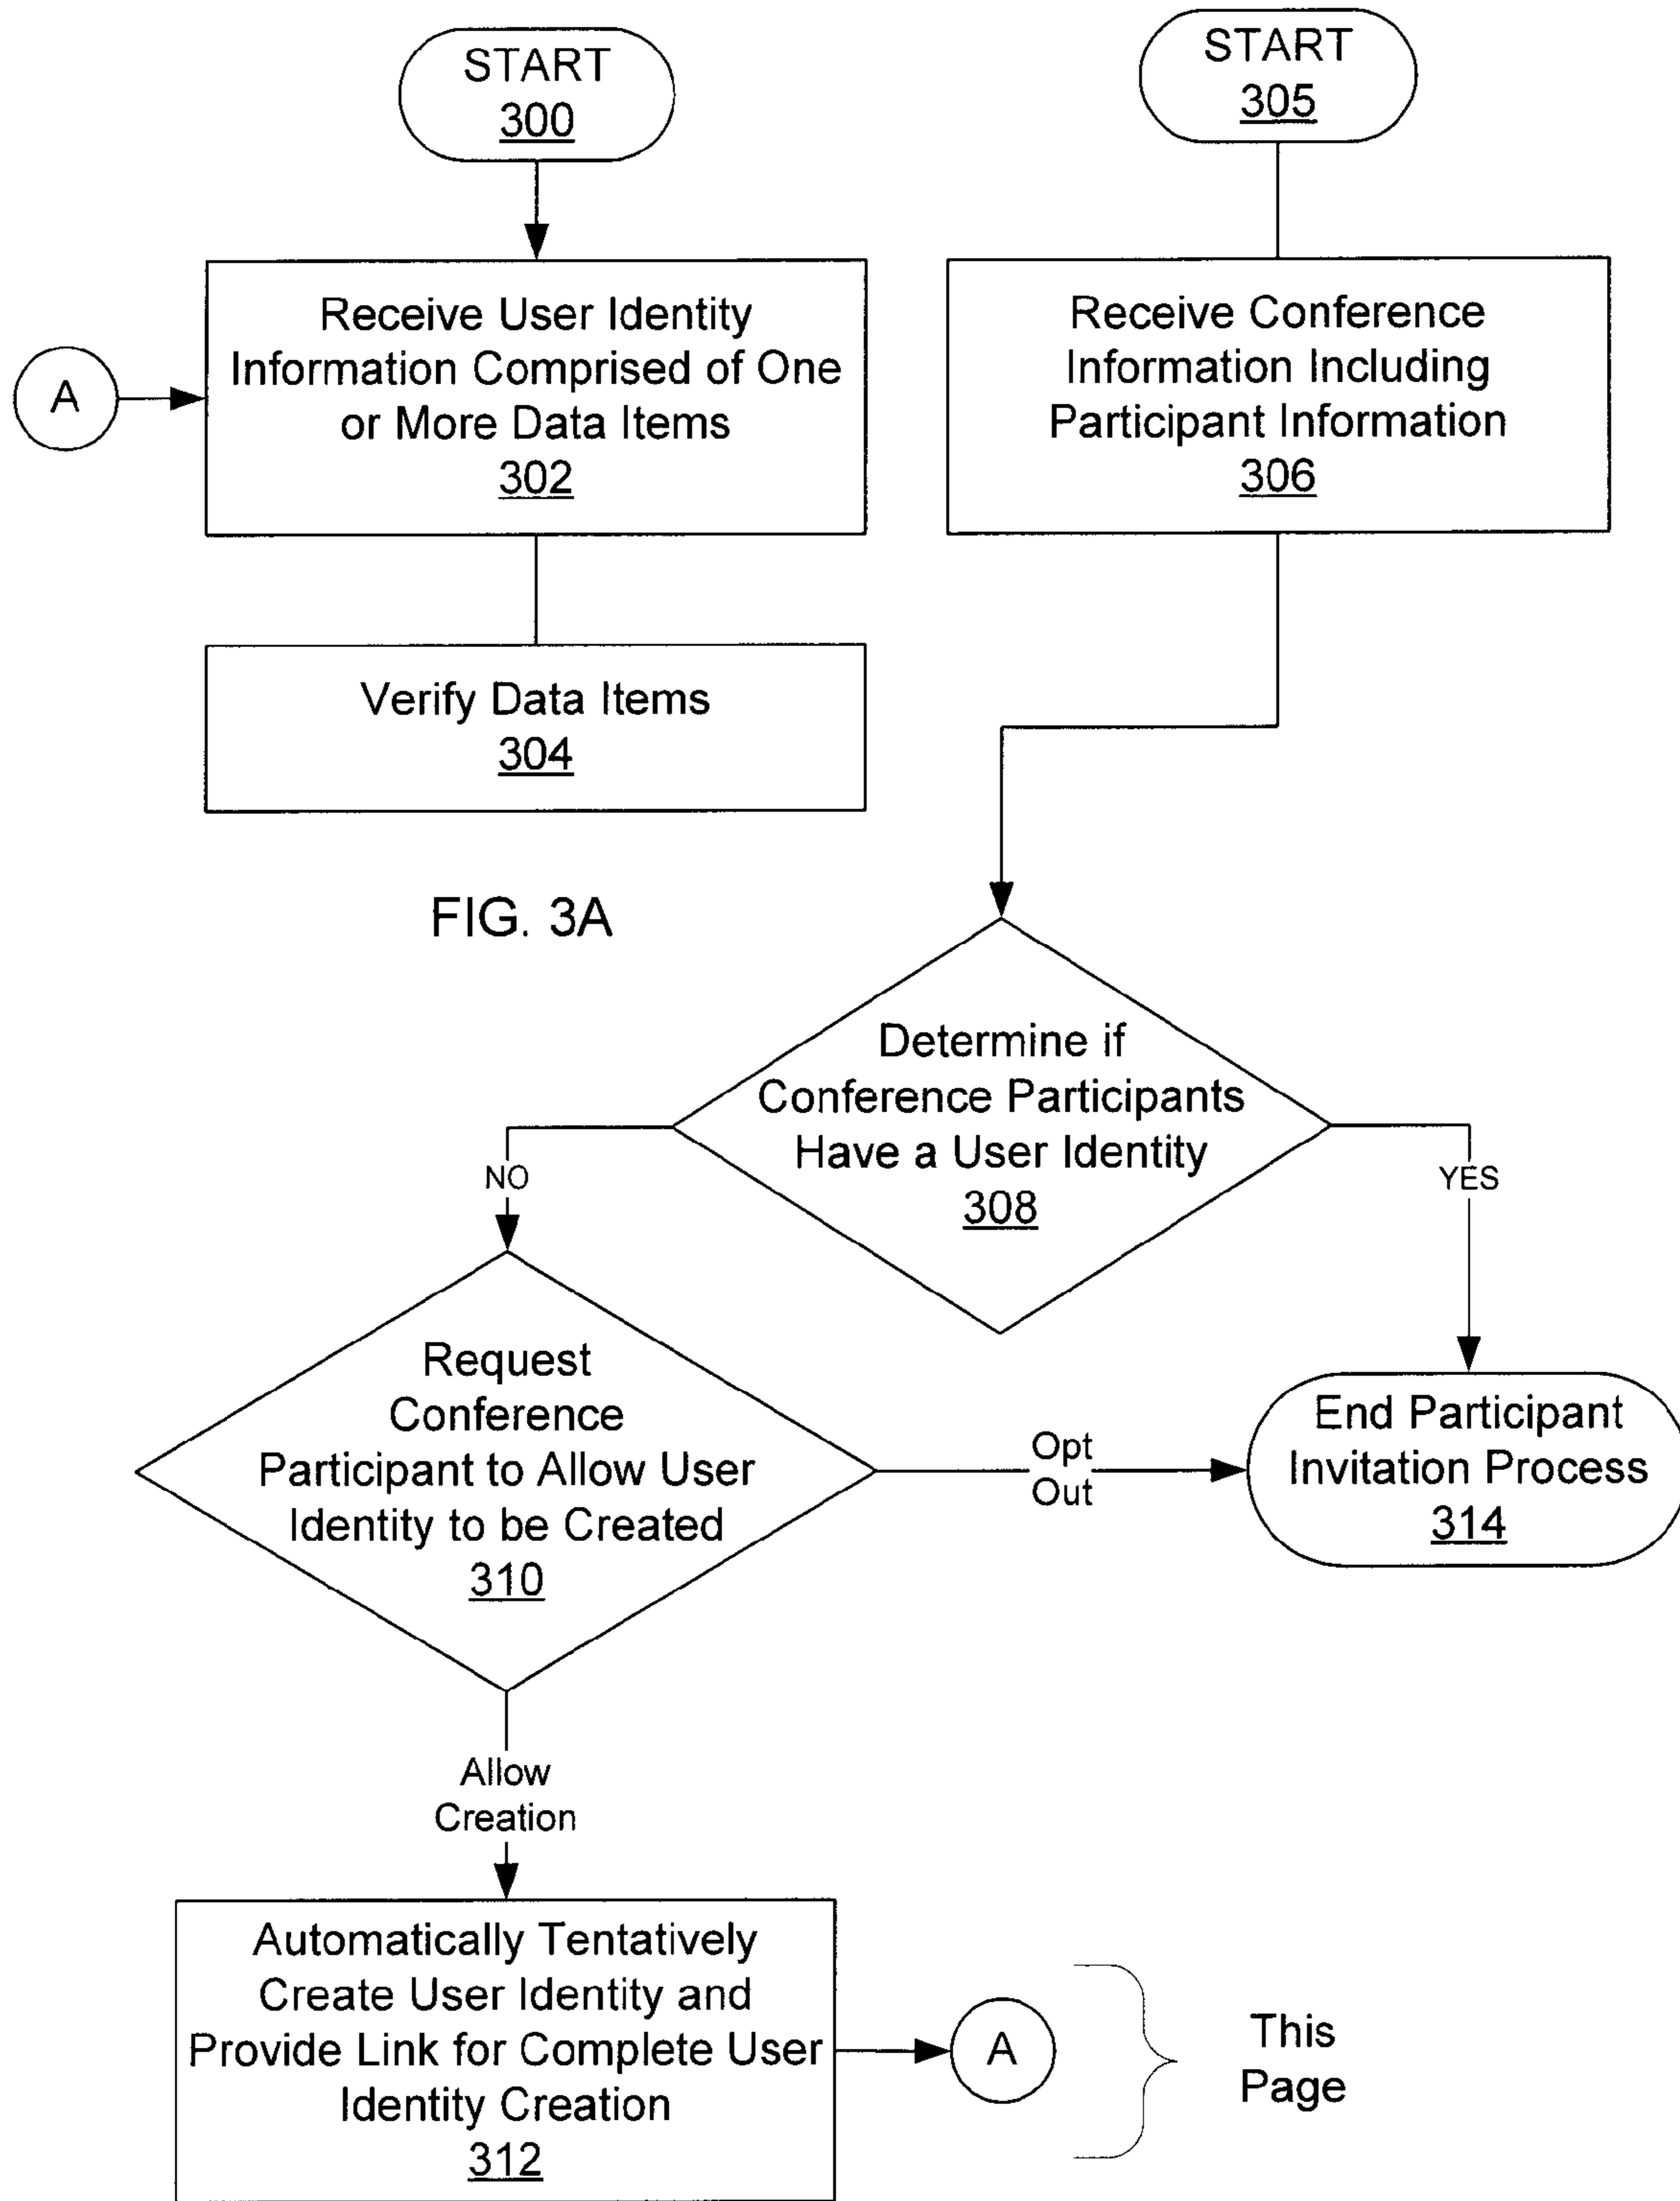 START
300
A
Receive User Identity
Information Comprised of One
or More Data Items
302
Verify Data Items
304
FIG. 3A
START
305
Receive Conference
Information Including
Participant Information
306
Determine if
Conference Participants
Have a User Identity
308
NO
YES
Request
Conference
Participant to Allow User
Identity to be Created
310
Opt
Out
End Participant
Invitation Process
314
Allow
Creation
Automatically Tentatively
Create User Identity and
Provide Link for Complete User
Identity Creation
312
A
This
Page